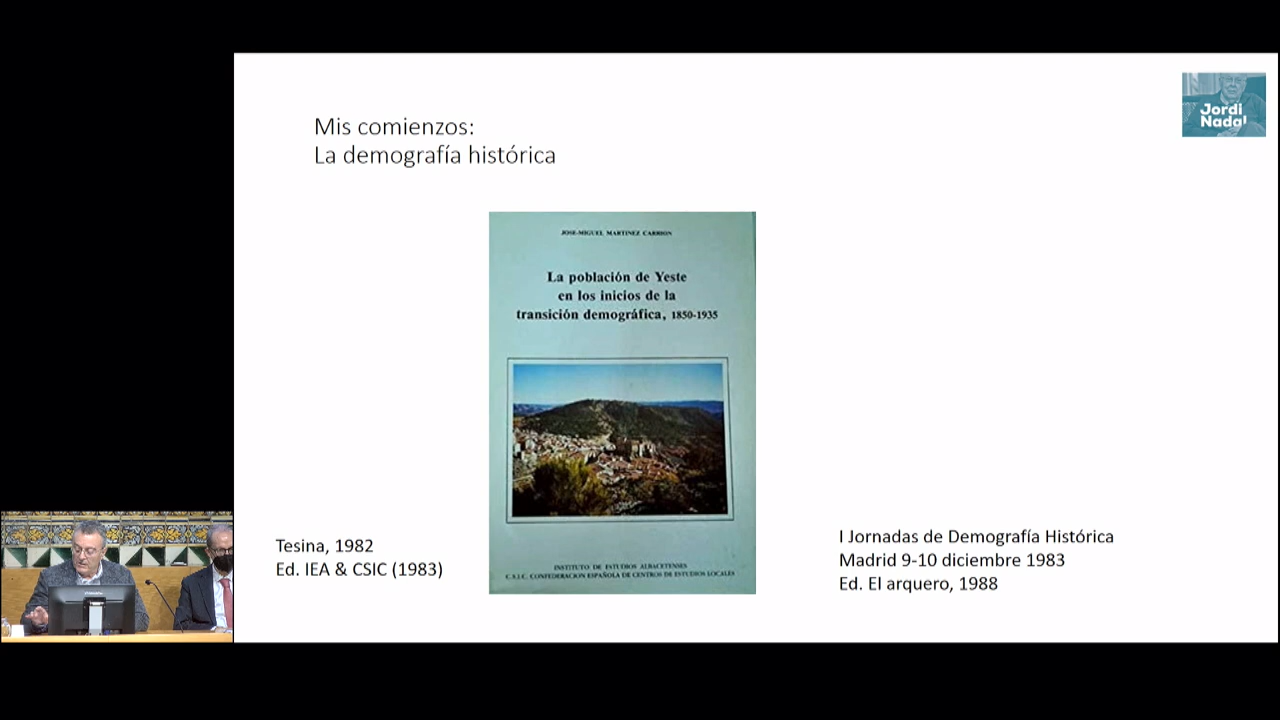 Jordi
Nadal
Mis comienzos:
La demografía histórica
JOSE-MIGUEL MARTINEZ CARRION
La población de Yeste
en los inicios de la
transición demográfica, 1850-1935
INSTITUTO DE ESTUDIOS ALBACETENSES
C.S.I.C. CONFEDERACION ESPAÑOLA DE CENTROS DE ESTUDIOS LOCALES
Tesina, 1982
Ed. IEA & CSIC (1983)
I Jornadas de Demografía Histórica
Madrid 9-10 diciembre 1983
Ed. El arquero, 1988